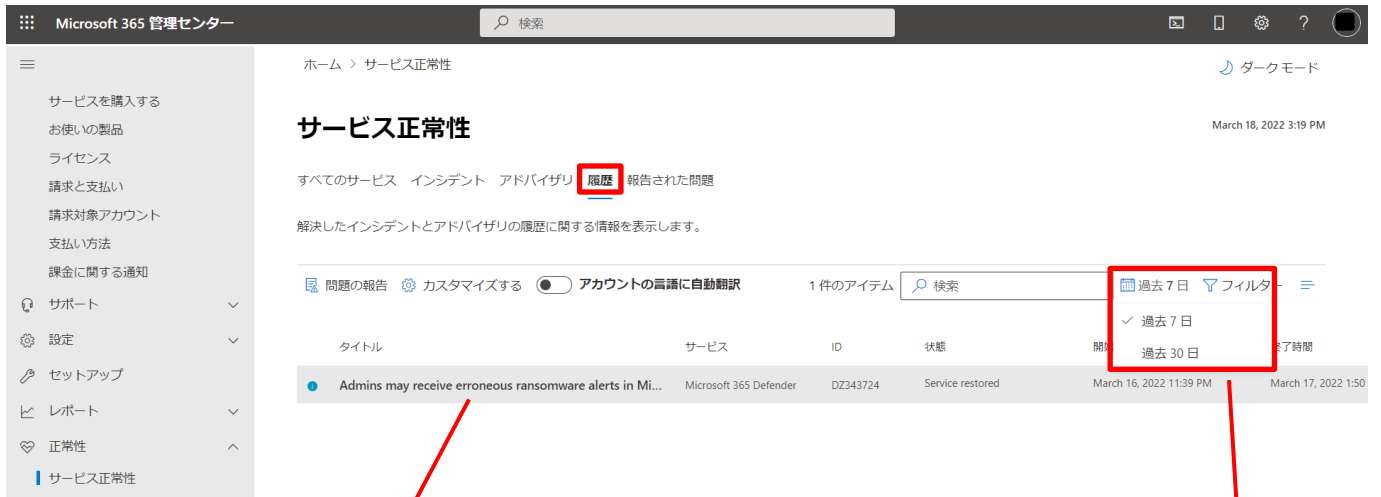 Microsoft 365 管理センター
検索
?
ホーム > サービス正常性
ダーク モード
サービスを購入する
お使いの製品
ライセンス
請求と支払い
請求対象アカウント
支払い方法
課金に関する通知
サポート
設定
セットアップ
レポート
正常性
サービス正常性
サービス正常性
March 18, 2022 3:19 PM
すべてのサービス インシデント アドバイザリ 履歴 報告された問題
解決したインシデントとアドバイザリの履歴に関する情報を表示します。
問題の報告 カスタマイズする アカウントの言語に自動翻訳 1 件のアイテム 検索 過去 7 日 フィルター
過去 7 日
過去 30 日
タイトル サービス ID 状態 開始 終了時間
Admins may receive erroneous ransomware alerts in Mi... Microsoft 365 Defender DZ343724 Service restored March 16, 2022 11:39 PM March 17, 2022 1:50